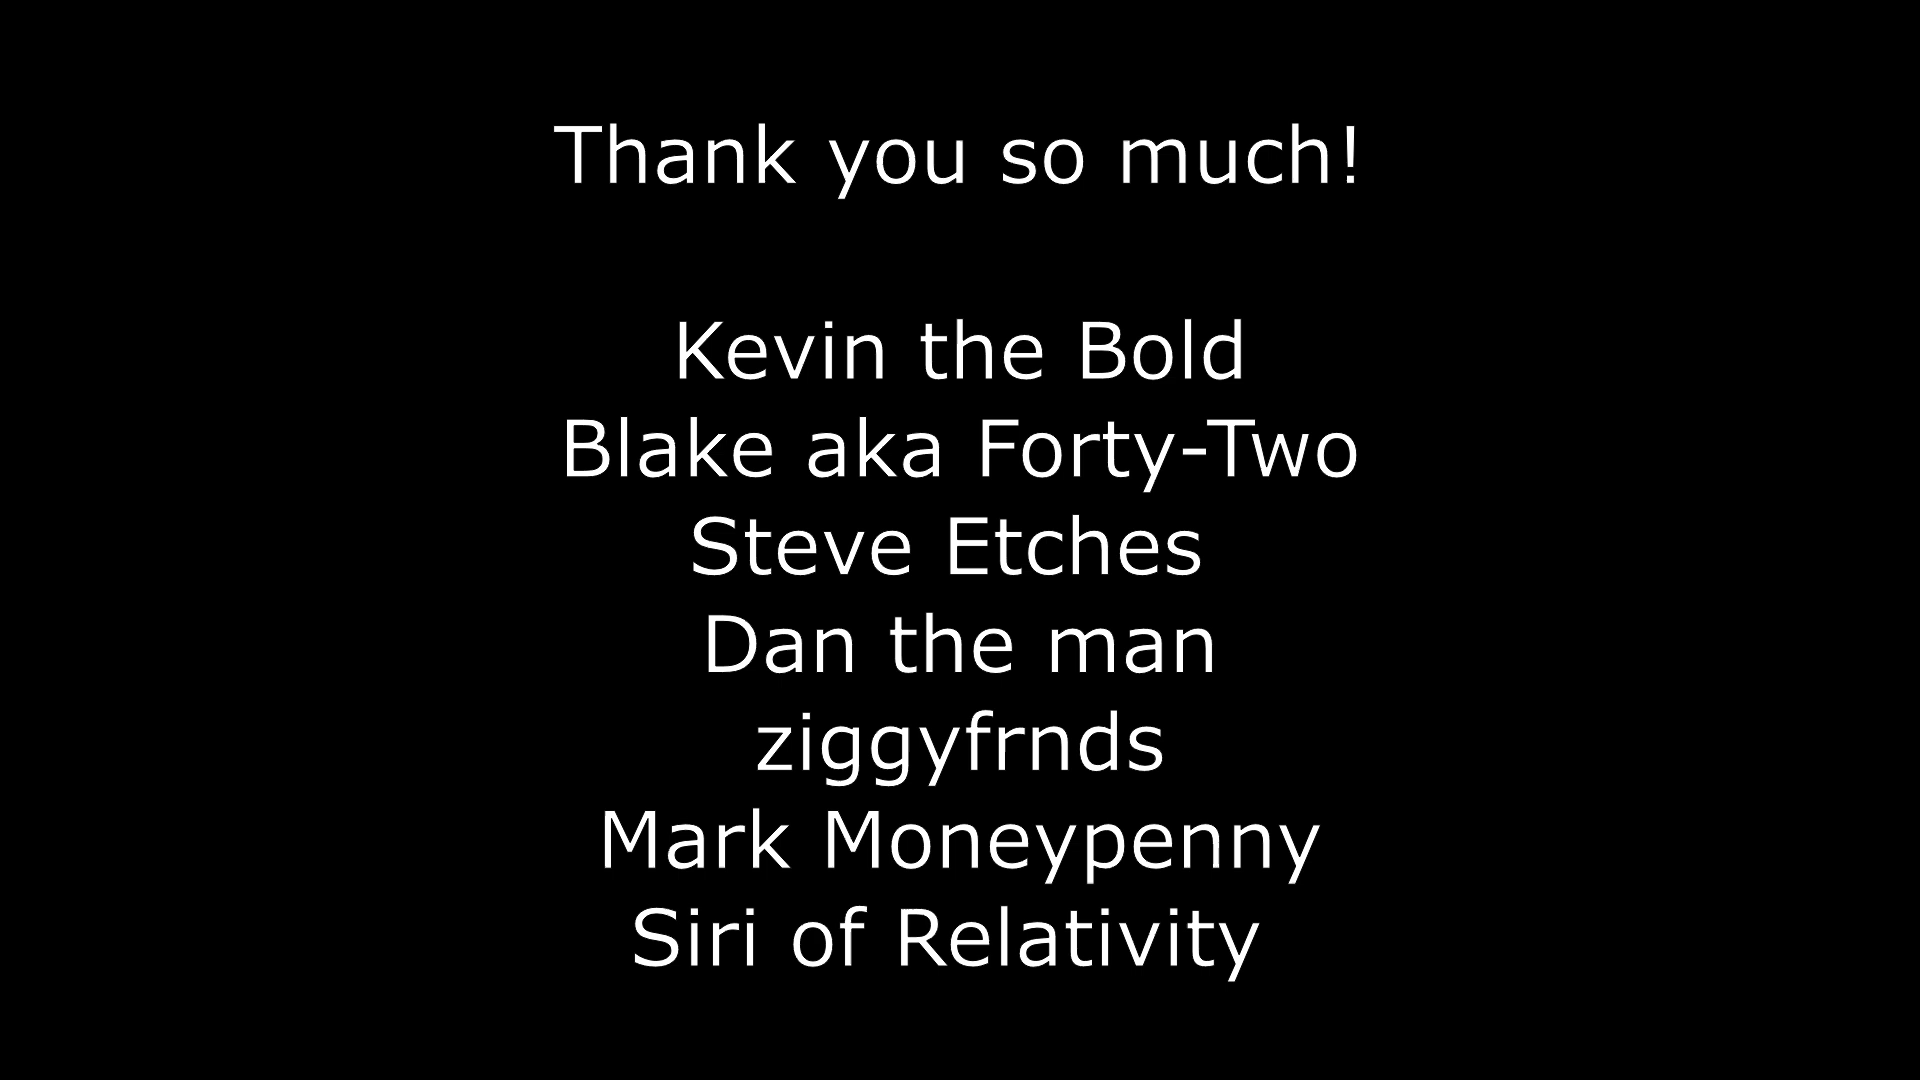 Thank you so much!
Kevin the Bold
Blake aka Forty-Two
Steve Etches
Dan the man
ziggyfrnds
Mark Moneypenny
Siri of Relativity